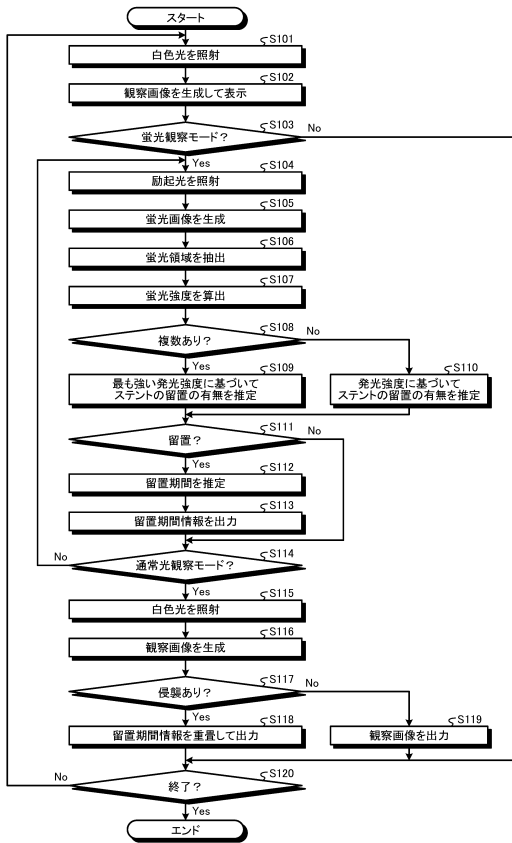 スタート
S101
白色光を照射
S102
観察画像を生成して表示
S103
蛍光観察モード?
No
Yes
S104
励起光を照射
S105
蛍光画像を生成
S106
蛍光領域を抽出
S107
蛍光強度を算出
S108
複数あり?
No
Yes
S109
最も強い発光強度に基づいて
ステントの留置の有無を推定
S110
発光強度に基づいて
ステントの留置の有無を推定
S111
留置?
No
Yes
S112
留置期間を推定
S113
留置期間情報を出力
S114
通常光観察モード?
No
Yes
S115
白色光を照射
S116
観察画像を生成
S117
侵襲あり?
No
Yes
S118
留置期間情報を重畳して出力
S119
観察画像を出力
S120
終了?
No
Yes
エンド